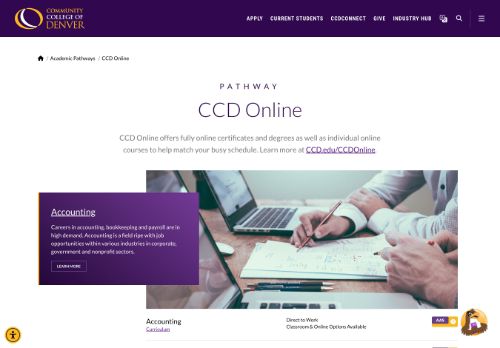 COMMUNITY
COLLEGE OF
DENVER
APPLY CURRENT STUDENTS CCDCONNECT GIVE INDUSTRY HUB
Academic Pathways / CCD Online
PATHWAY
CCD Online
CCD Online offers fully online certificates and degrees as well as individual online
courses to help match your busy schedule. Learn more at CCD.edu/CCDOnline
Accounting
Careers in accounting, bookkeeping and payroll are in
high demand. Accounting is a field ripe with job
opportunities within various industries in corporate,
government and nonprofit sectors.
LEARN MORE
Accounting
Curriculum
Direct to Work
Classroom & Online Options Available
AAS